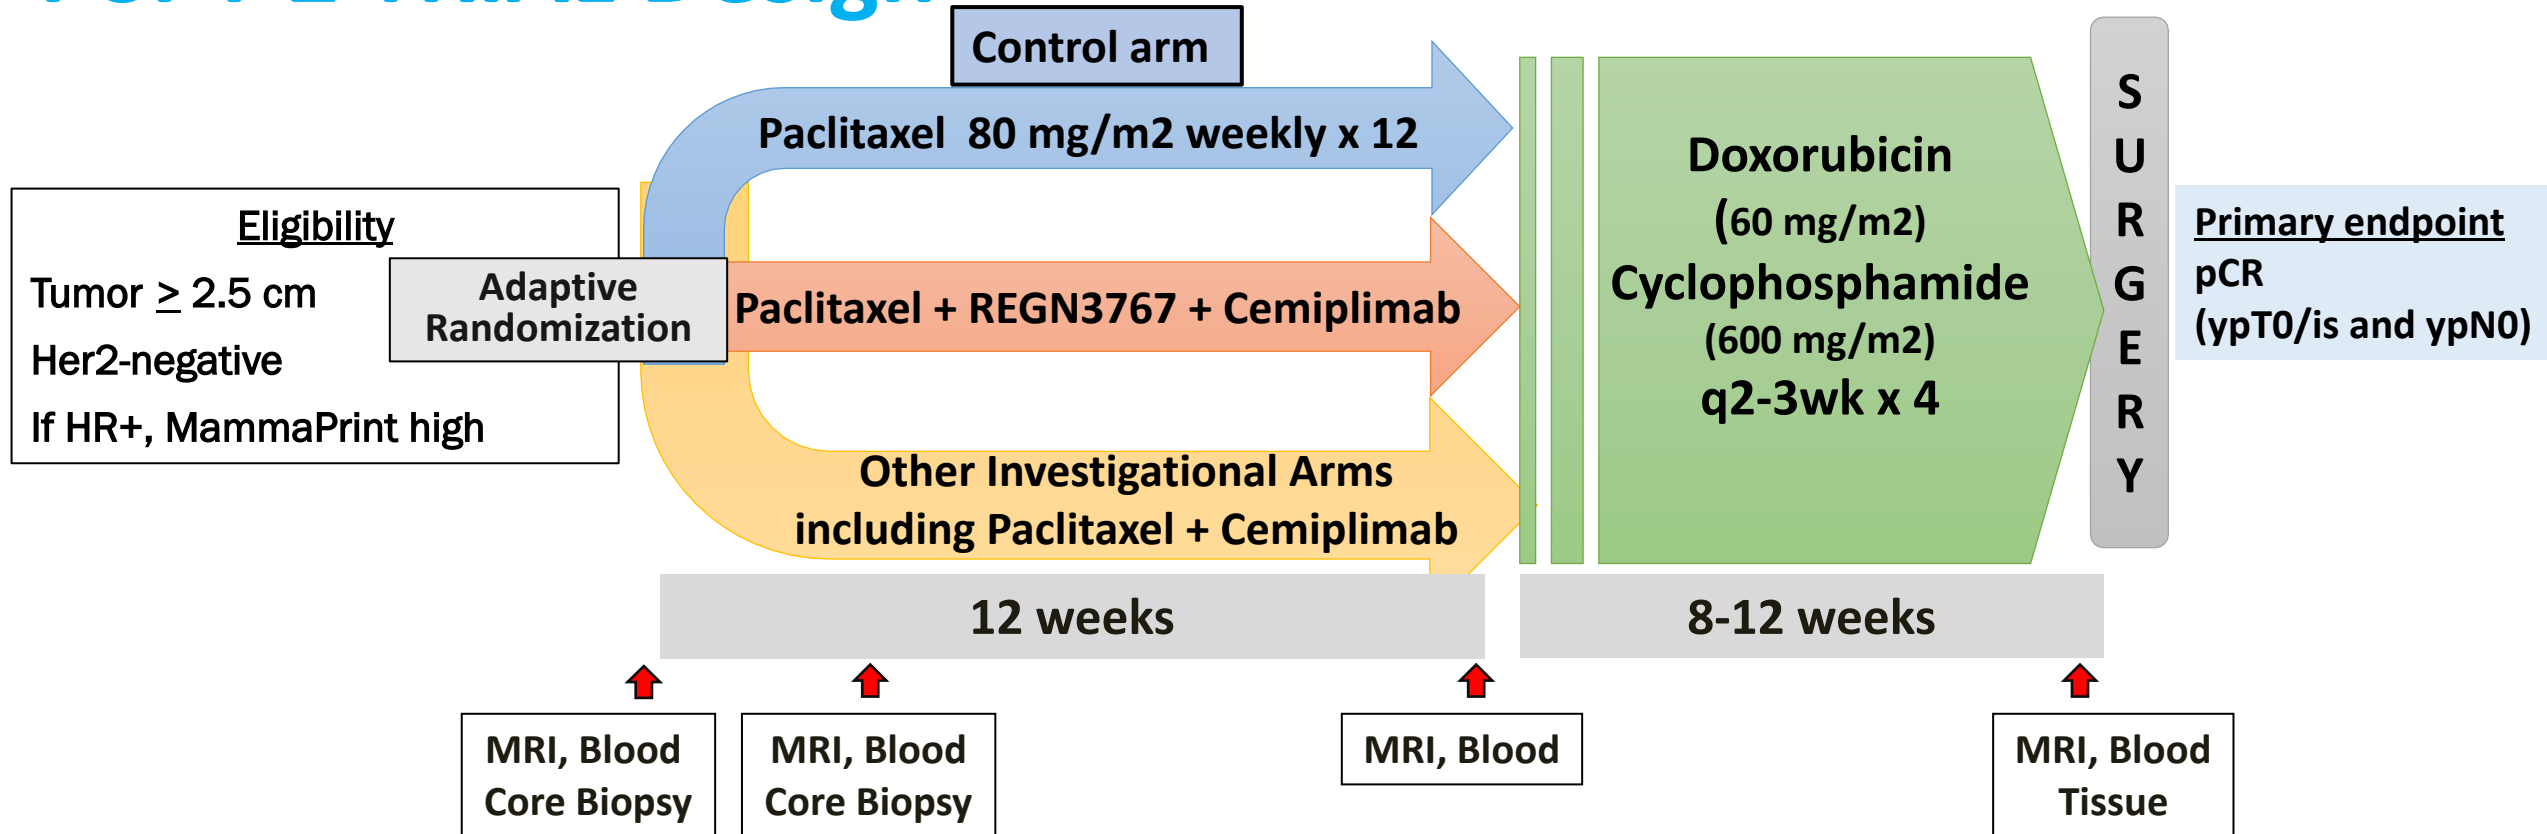 Control arm
Paclitaxel 80 mg/m2 weekly x 12
Eligibility
Tumor ≥ 2.5 cm
Her2-negative
If HR+, MammaPrint high
Adaptive
Randomization
Paclitaxel + REGN3767 + Cemiplimab
Other Investigational Arms
including Paclitaxel + Cemiplimab
Doxorubicin
(60 mg/m2)
Cyclophosphamide
(600 mg/m2)
q2-3wk x 4
SURGERY
Primary endpoint
pCR
(ypT0/is and ypN0)
12 weeks
8-12 weeks
MRI, Blood
Core Biopsy
MRI, Blood
Core Biopsy
MRI, Blood
MRI, Blood
Tissue